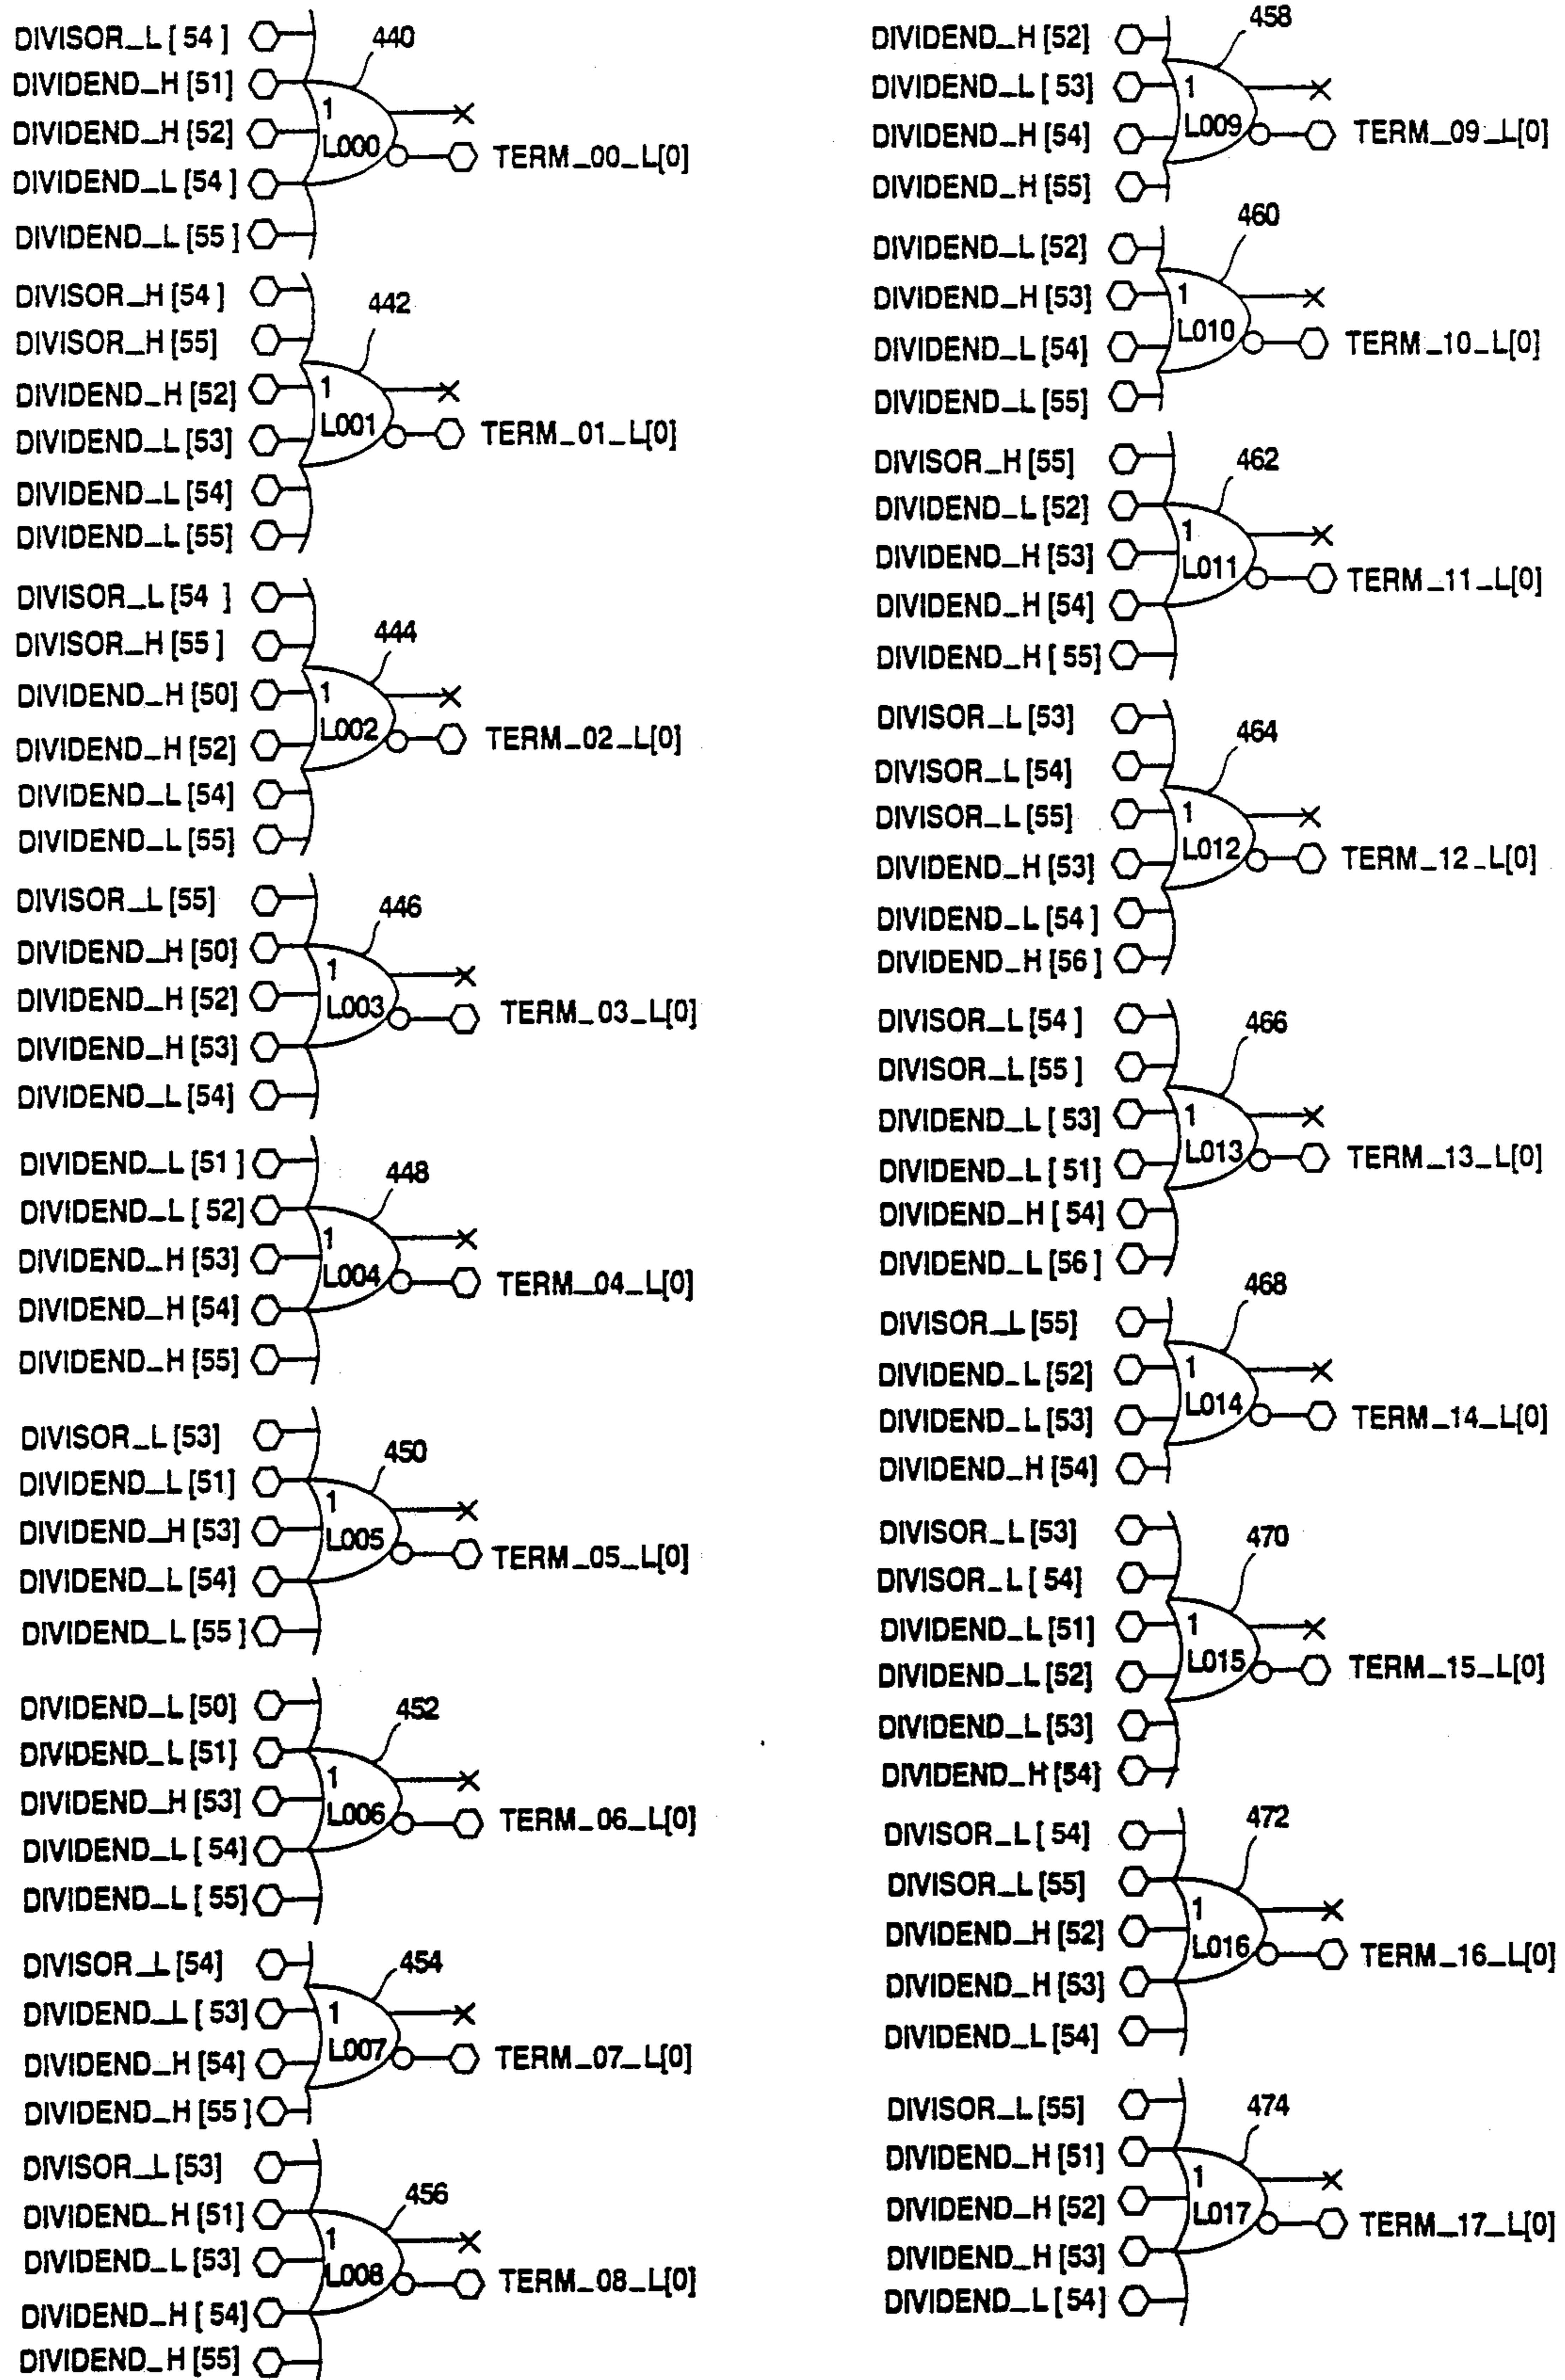 DIVISOR_L [54]
440
DIVIDEND_H [51]
DIVIDEND_H [52]
1
L000
TERM_00_L[0]
DIVIDEND_L [54]
DIVIDEND_L [55]
DIVISOR_H [54]
442
DIVISOR_H [55]
DIVIDEND_H [52]
1
L001
TERM_01_L[0]
DIVIDEND_L [53]
DIVIDEND_L [54]
DIVIDEND_L [55]
DIVISOR_L [54]
DIVISOR_H [55]
444
DIVIDEND_H [50]
1
L002
TERM_02_L[0]
DIVIDEND_H [52]
DIVIDEND_L [54]
DIVIDEND_L [55]
DIVISOR_L [55]
446
DIVIDEND_H [50]
1
DIVIDEND_H [52]
L003
TERM_03_L[0]
DIVIDEND_H [53]
DIVIDEND_L [54]
DIVIDEND_L [51]
448
DIVIDEND_L [52]
1
DIVIDEND_H [53]
L004
TERM_04_L[0]
DIVIDEND_H [54]
DIVIDEND_H [55]
DIVISOR_L [53]
450
DIVIDEND_L [51]
1
DIVIDEND_H [53]
L005
TERM_05_L[0]
DIVIDEND_L [54]
DIVIDEND_L [55]
DIVIDEND_L [50]
452
DIVIDEND_L [51]
1
DIVIDEND_H [53]
L006
TERM_06_L[0]
DIVIDEND_L [54]
DIVIDEND_L [55]
DIVISOR_L [54]
454
DIVIDEND_L [53]
1
L007
TERM_07_L[0]
DIVIDEND_H [54]
DIVIDEND_H [55]
DIVISOR_L [53]
456
DIVIDEND_H [51]
1
DIVIDEND_L [53]
L008
TERM_08_L[0]
DIVIDEND_H [54]
DIVIDEND_H [55]
DIVIDEND_H [52]
458
DIVIDEND_L [53]
1
L009
TERM_09_L[0]
DIVIDEND_H [54]
DIVIDEND_H [55]
DIVIDEND_L [52]
460
DIVIDEND_H [53]
1
L010
TERM_10_L[0]
DIVIDEND_L [54]
DIVIDEND_L [55]
DIVISOR_H [55]
462
DIVIDEND_L [52]
1
DIVIDEND_H [53]
L011
TERM_11_L[0]
DIVIDEND_H [54]
DIVIDEND_H [55]
DIVISOR_L [53]
464
DIVISOR_L [54]
DIVISOR_L [55]
1
L012
TERM_12_L[0]
DIVIDEND_H [53]
DIVIDEND_L [54]
DIVIDEND_H [56]
DIVISOR_L [54]
466
DIVISOR_L [55]
DIVIDEND_L [53]
1
L013
TERM_13_L[0]
DIVIDEND_L [51]
DIVIDEND_H [54]
DIVIDEND_L [56]
468
DIVISOR_L [55]
DIVIDEND_L [52]
1
L014
TERM_14_L[0]
DIVIDEND_L [53]
DIVIDEND_H [54]
DIVISOR_L [53]
470
DIVISOR_L [54]
DIVIDEND_L [51]
1
L015
TERM_15_L[0]
DIVIDEND_L [52]
DIVIDEND_L [53]
DIVIDEND_H [54]
DIVISOR_L [54]
472
DIVISOR_L [55]
1
DIVIDEND_H [52]
L016
TERM_16_L[0]
DIVIDEND_H [53]
DIVIDEND_L [54]
DIVISOR_L [55]
474
DIVIDEND_H [51]
1
DIVIDEND_H [52]
L017
TERM_17_L[0]
DIVIDEND_H [53]
DIVIDEND_L [54]